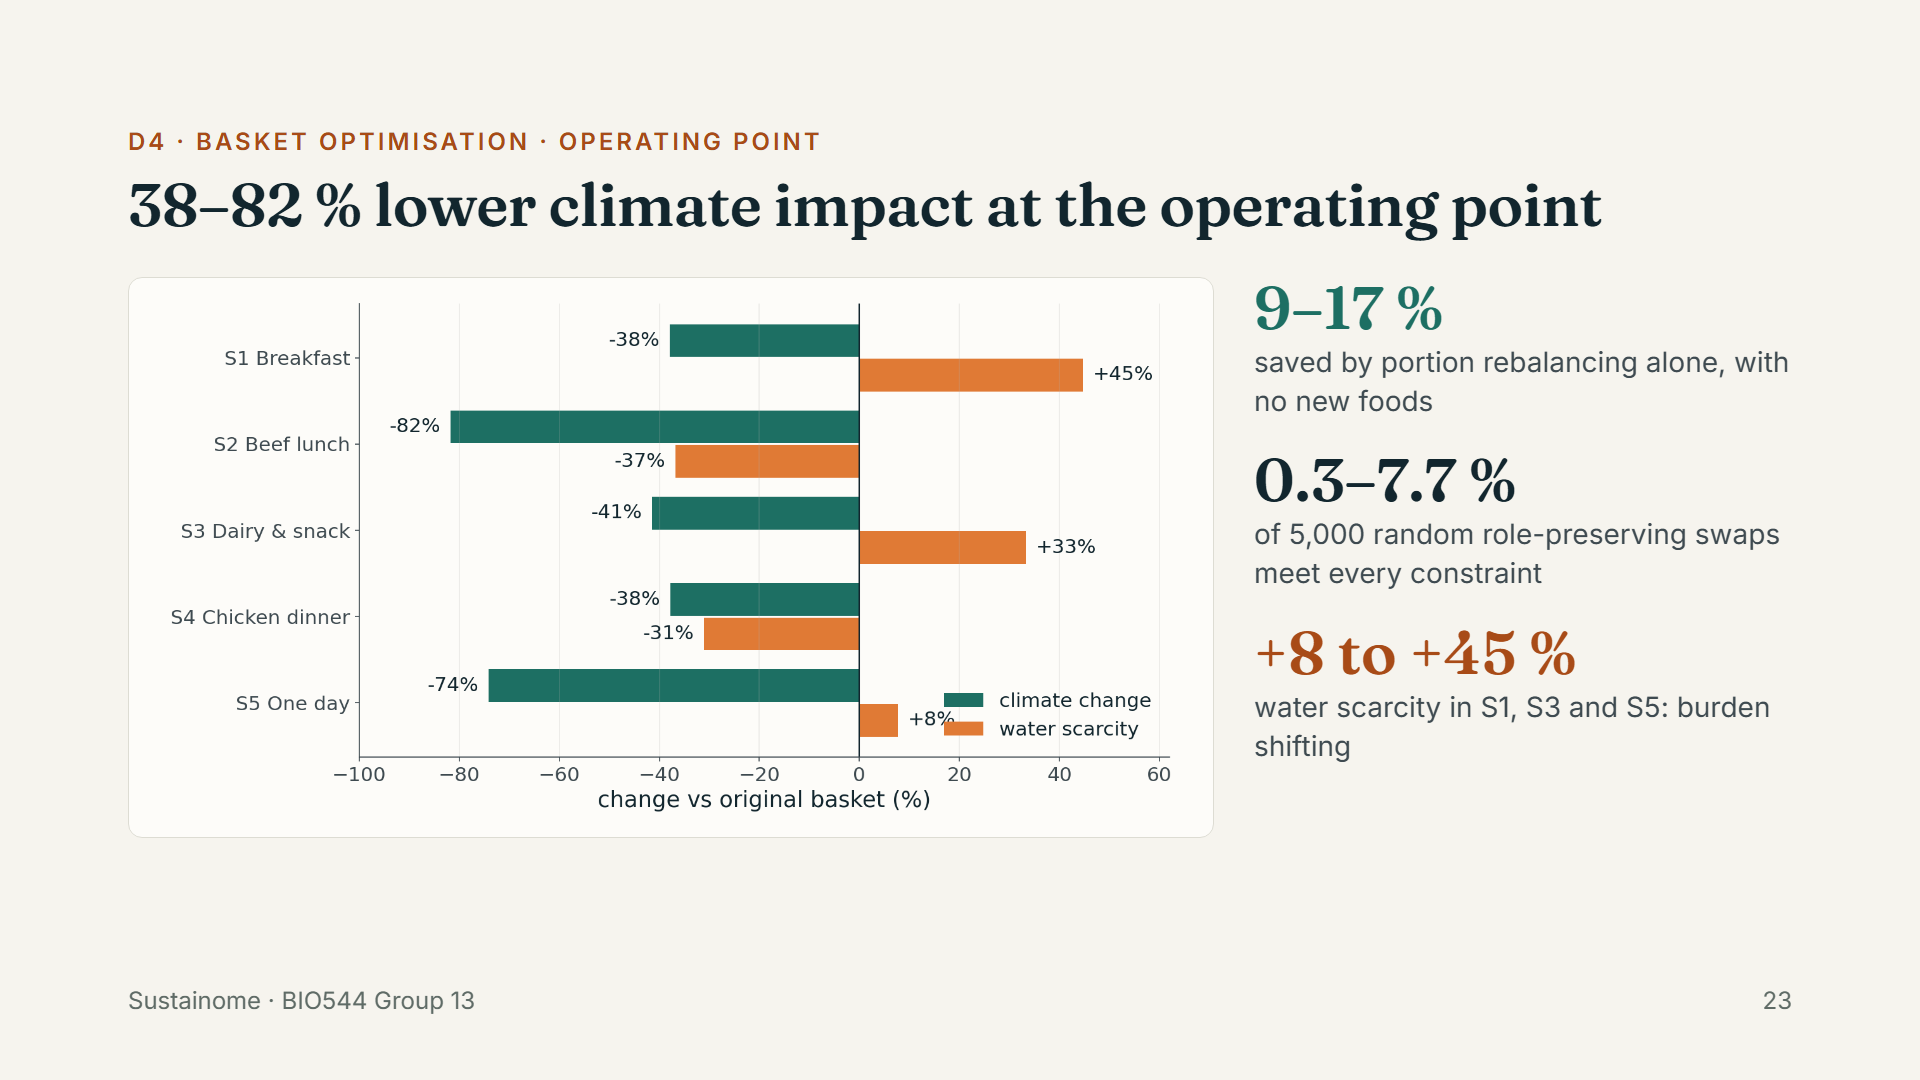 D4 · BASKET OPTIMISATION · OPERATING POINT
38–82 % lower climate impact at the operating point
S1 Breakfast
-38%
+45%
S2 Beef lunch
-82%
-37%
S3 Dairy & snack
-41%
+33%
S4 Chicken dinner
-38%
-31%
S5 One day
-74%
+8%
climate change
water scarcity
−100 −80 −60 −40 −20 0 20 40 60
change vs original basket (%)
9–17 %
saved by portion rebalancing alone, with
no new foods
0.3–7.7 %
of 5,000 random role-preserving swaps
meet every constraint
+8 to +45 %
water scarcity in S1, S3 and S5: burden
shifting
Sustainome · BIO544 Group 13
23